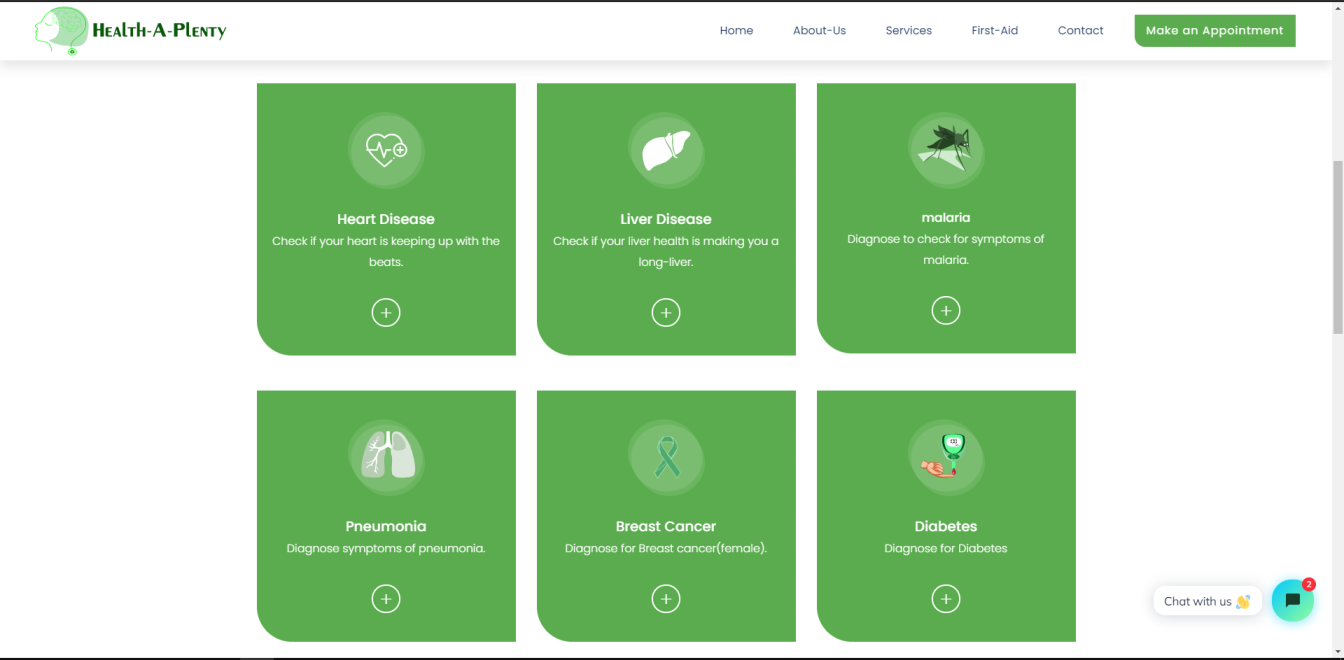 Health-A-Plenty
Home About-Us Services First-Aid Contact Make an Appointment
Heart Disease
Check if your heart is keeping up with the
beats.
Liver Disease
Check if your liver health is making you a
long-liver.
malaria
Diagnose to check for symptoms of
malaria.
Pneumonia
Diagnose symptoms of pneumonia.
Breast Cancer
Diagnose for Breast cancer(female).
Diabetes
Diagnose for Diabetes
Chat with us 👋
2